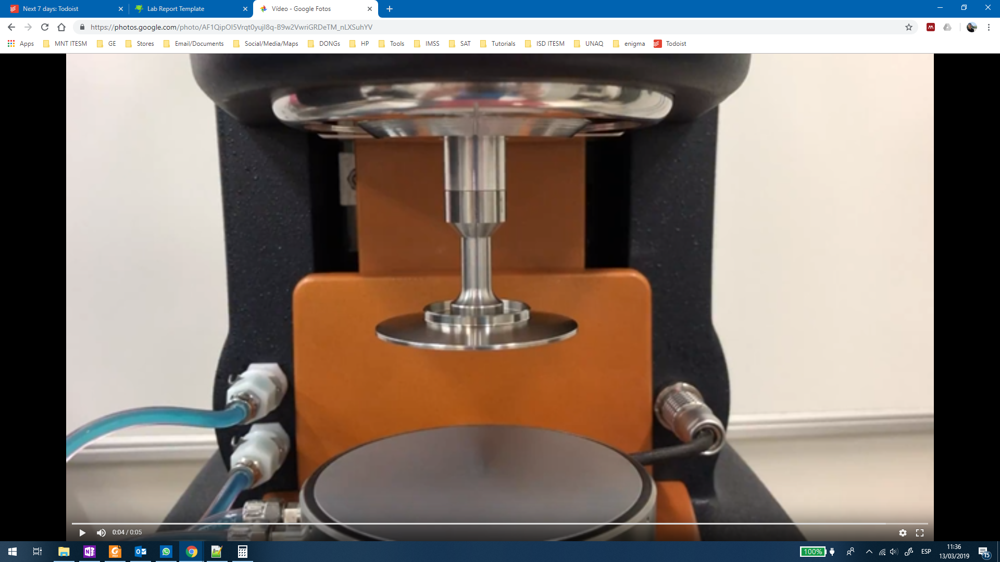 Next 7 days: Todoist
Lab Report Template
Vídeo - Google Fotos
https://photos.google.com/photo/AF1QipOI5Vrqt0yujI8q-B9w2VwriGRDeTM_nLXSuhYV
Apps MNT ITESM GE Stores Email/Documents Social/Media/Maps DONGs HP Tools IMSS SAT Tutorials ISD ITESM UNAQ enigma Todoist
0:04 / 0:05
100% ESP 11:36
13/03/2019 15